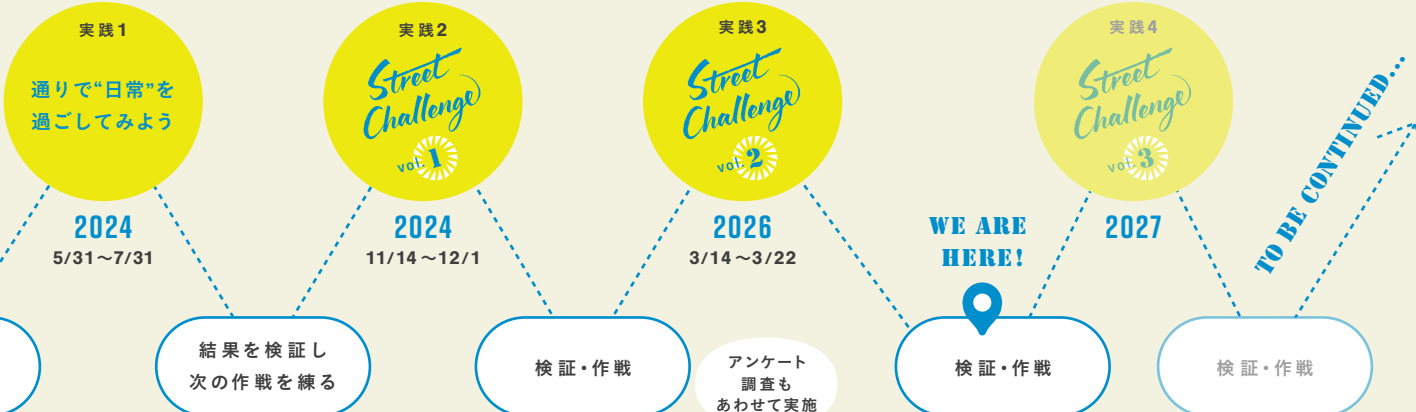 実践1
通りで“日常”を
過ごしてみよう
2024
5/31〜7/31
結果を検証し
次の作戦を練る
実践2
Street
Challenge
vol.1
2024
11/14〜12/1
検証・作戦
実践3
Street
Challenge
vol.2
2026
3/14〜3/22
アンケート
調査も
あわせて実施
WE ARE
HERE!
検証・作戦
実践4
Street
Challenge
vol.3
2027
検証・作戦
TO BE CONTINUED...